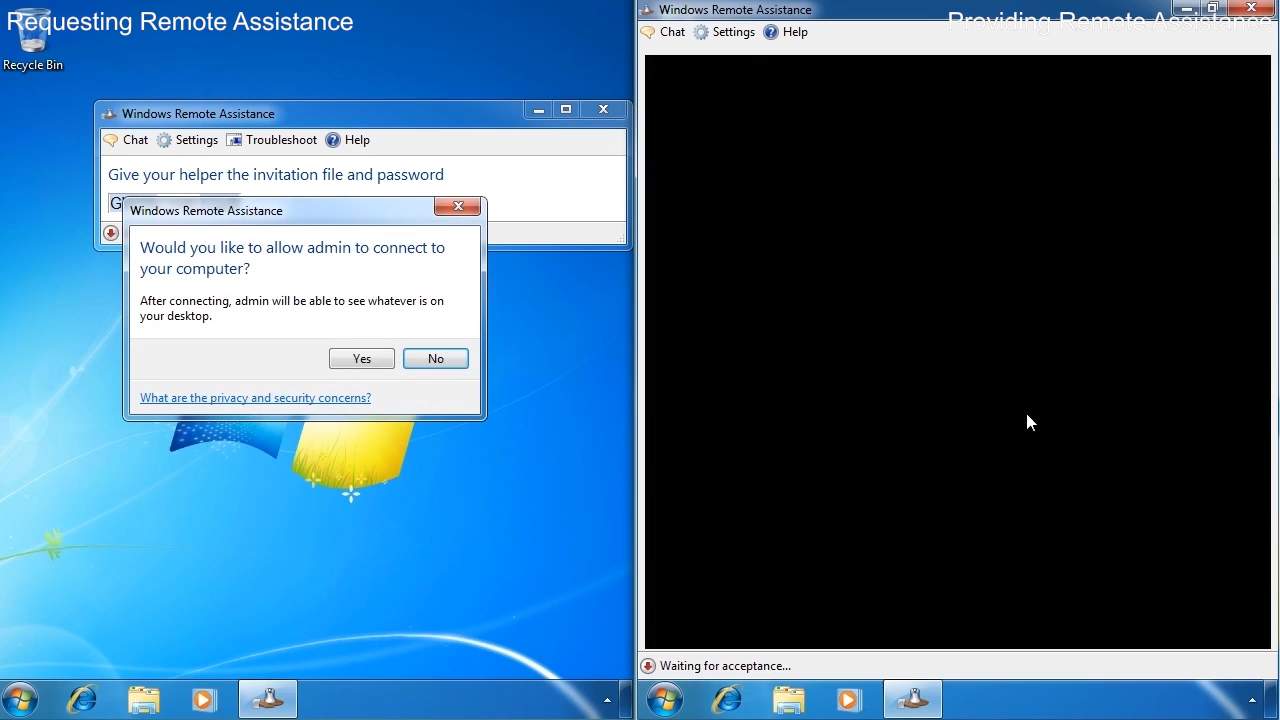 Requesting Remote Assistance
Recycle Bin
Windows Remote Assistance
Chat
Settings
Troubleshoot
Help
Give your helper the invitation file and password
Windows Remote Assistance
Would you like to allow admin to connect to
your computer?
After connecting, admin will be able to see whatever is on
your desktop.
Yes
No
What are the privacy and security concerns?
Windows Remote Assistance
Providing Remote Assistance
Chat
Settings
Help
Waiting for acceptance...